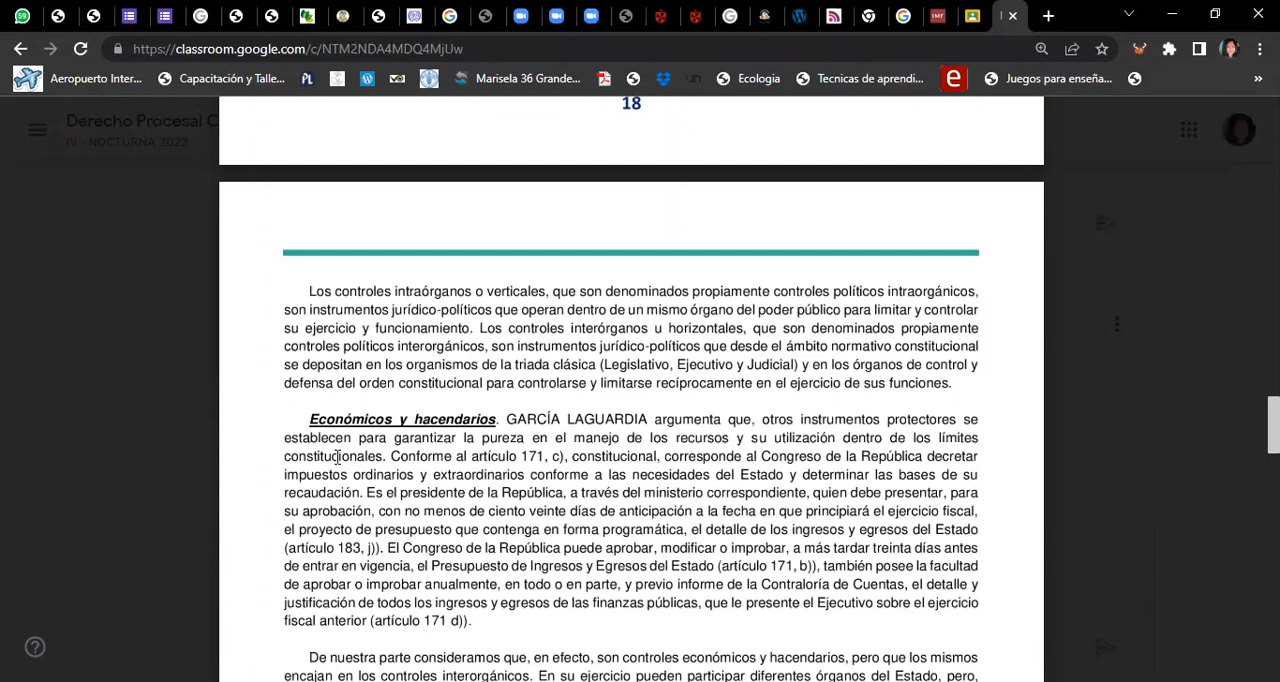 https://classroom.google.com/c/NTM2NDA4MDQ4MjUw
Aeropuerto Inter...
Capacitación y Talle...
Marisela 36 Grande...
Ecologia
Tecnicas de aprendi...
Juegos para enseña...
»
18
Derecho Procesal C
IV - NOCTURNA 2022
Los controles intraórganos o verticales, que son denominados propiamente controles políticos intraorgánicos,
son instrumentos jurídico-políticos que operan dentro de un mismo órgano del poder público para limitar y controlar
su ejercicio y funcionamiento. Los controles interórganos u horizontales, que son denominados propiamente
controles políticos interorgánicos, son instrumentos jurídico-políticos que desde el ámbito normativo constitucional
se depositan en los organismos de la triada clásica (Legislativo, Ejecutivo y Judicial) y en los órganos de control y
defensa del orden constitucional para controlarse y limitarse recíprocamente en el ejercicio de sus funciones.
Económicos y hacendarios. GARCÍA LAGUARDIA argumenta que, otros instrumentos protectores se
establecen para garantizar la pureza en el manejo de los recursos y su utilización dentro de los límites
constitucionales. Conforme al artículo 171, c), constitucional, corresponde al Congreso de la República decretar
impuestos ordinarios y extraordinarios conforme a las necesidades del Estado y determinar las bases de su
recaudación. Es el presidente de la República, a través del ministerio correspondiente, quien debe presentar, para
su aprobación, con no menos de ciento veinte días de anticipación a la fecha en que principiará el ejercicio fiscal,
el proyecto de presupuesto que contenga en forma programática, el detalle de los ingresos y egresos del Estado
(artículo 183, j)). El Congreso de la República puede aprobar, modificar o improbar, a más tardar treinta días antes
de entrar en vigencia, el Presupuesto de Ingresos y Egresos del Estado (artículo 171, b)), también posee la facultad
de aprobar o improbar anualmente, en todo o en parte, y previo informe de la Contraloría de Cuentas, el detalle y
justificación de todos los ingresos y egresos de las finanzas públicas, que le presente el Ejecutivo sobre el ejercicio
fiscal anterior (artículo 171 d)).
De nuestra parte consideramos que, en efecto, son controles económicos y hacendarios, pero que los mismos
encajan en los controles interorgánicos. En su ejercicio pueden participar diferentes órganos del Estado, pero,